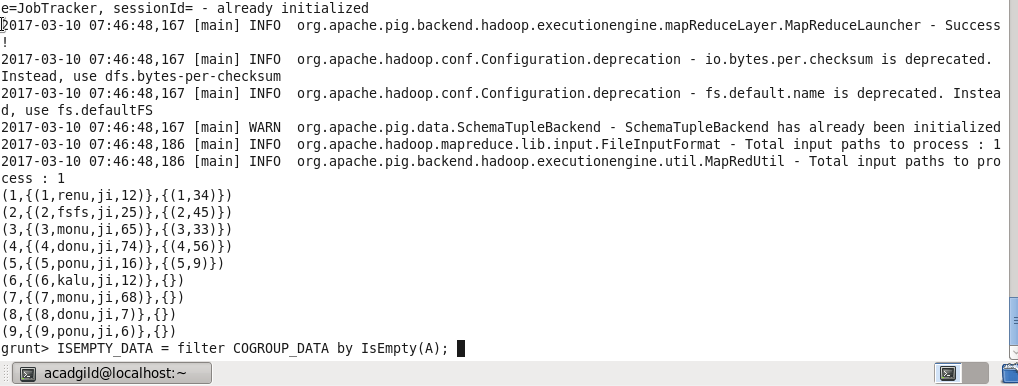 e=JobTracker, sessionId= - already initialized
2017-03-10 07:46:48,167 [main] INFO  org.apache.pig.backend.hadoop.executionengine.mapReduceLayer.MapReduceLauncher - Success
!
2017-03-10 07:46:48,167 [main] INFO  org.apache.hadoop.conf.Configuration.deprecation - io.bytes.per.checksum is deprecated.
Instead, use dfs.bytes-per-checksum
2017-03-10 07:46:48,167 [main] INFO  org.apache.hadoop.conf.Configuration.deprecation - fs.default.name is deprecated. Instea
d, use fs.defaultFS
2017-03-10 07:46:48,167 [main] WARN  org.apache.pig.data.SchemaTupleBackend - SchemaTupleBackend has already been initialized
2017-03-10 07:46:48,186 [main] INFO  org.apache.hadoop.mapreduce.lib.input.FileInputFormat - Total input paths to process : 1
2017-03-10 07:46:48,186 [main] INFO  org.apache.pig.backend.hadoop.executionengine.util.MapRedUtil - Total input paths to pro
cess : 1
(1,{(1,renu,ji,12)},{(1,34)})
(2,{(2,fsfs,ji,25)},{(2,45)})
(3,{(3,monu,ji,65)},{(3,33)})
(4,{(4,donu,ji,74)},{(4,56)})
(5,{(5,ponu,ji,16)},{(5,9)})
(6,{(6,kalu,ji,12)},{})
(7,{(7,monu,ji,68)},{})
(8,{(8,donu,ji,7)},{})
(9,{(9,ponu,ji,6)},{})
grunt> ISEMPTY_DATA = filter COGROUP_DATA by IsEmpty(A);
acadgild@localhost:~